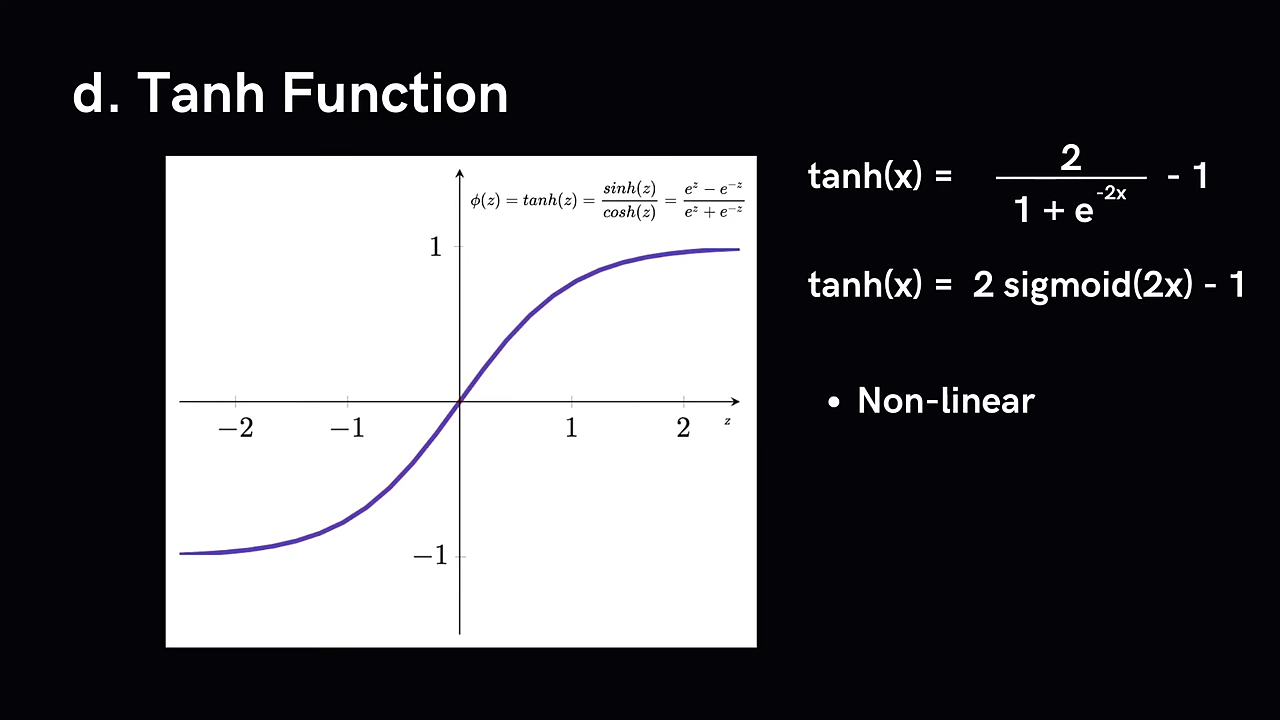 d. Tanh Function
ϕ(z) = tanh(z) = sinh(z)/cosh(z) = (e^z − e^−z)/(e^z + e^−z)
1
−2 −1 1 2 z
−1
tanh(x) = 2/(1 + e^-2x) - 1
tanh(x) = 2 sigmoid(2x) - 1
• Non-linear